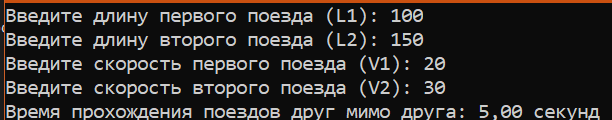 Введите длину первого поезда (L1): 100
Введите длину второго поезда (L2): 150
Введите скорость первого поезда (V1): 20
Введите скорость второго поезда (V2): 30
Время прохождения поездов друг мимо друга: 5,00 секунд